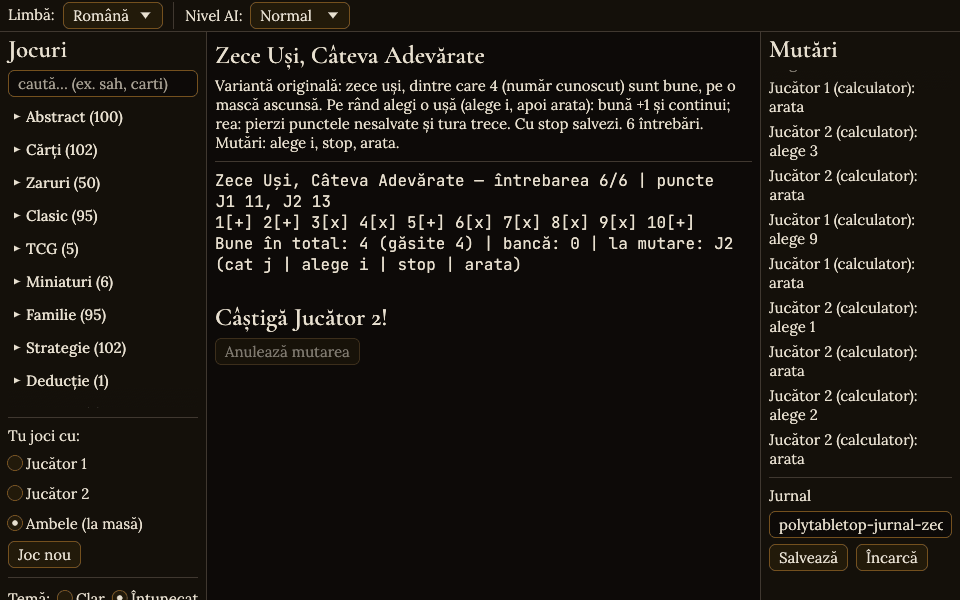 Limbă: Română ▼ Nivel AI: Normal ▼
Jocuri
caută... (ex. sah, carti)
▸ Abstract (100)
▸ Cărți (102)
▸ Zaruri (50)
▸ Clasic (95)
▸ TCG (5)
▸ Miniaturi (6)
▸ Familie (95)
▸ Strategie (102)
▸ Deducție (1)
Tu joci cu:
Jucător 1
Jucător 2
Ambele (la masă)
Joc nou
Temă: Clar Întunecat
Zece Uși, Câteva Adevărate
Variantă originală: zece uși, dintre care 4 (număr cunoscut) sunt bune, pe o
mască ascunsă. Pe rând alegi o ușă (alege i, apoi arata): bună +1 și continui;
rea: pierzi punctele nesalvate și tura trece. Cu stop salvezi. 6 întrebări.
Mutări: alege i, stop, arata.
Zece Uși, Câteva Adevărate — întrebarea 6/6 | puncte
J1 11, J2 13
1[+] 2[+] 3[x] 4[x] 5[+] 6[x] 7[x] 8[x] 9[x] 10[+]
Bune în total: 4 (găsite 4) | bancă: 0 | la mutare: J2
(cat j | alege i | stop | arata)
Câștigă Jucător 2!
Anulează mutarea
Mutări
Jucător 1 (calculator):
arata
Jucător 2 (calculator):
alege 3
Jucător 2 (calculator):
arata
Jucător 1 (calculator):
alege 9
Jucător 1 (calculator):
arata
Jucător 2 (calculator):
alege 1
Jucător 2 (calculator):
arata
Jucător 2 (calculator):
alege 2
Jucător 2 (calculator):
arata
Jurnal
polytabletop-jurnal-zec
Salvează Încarcă